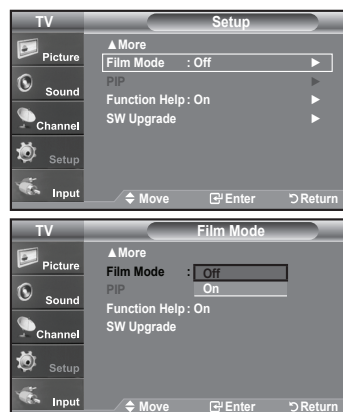 TV Setup
▲More
Picture
Film Mode : Off ►
PIP ►
Sound
Function Help : On ►
SW Upgrade ►
Channel
Setup
Input
Move Enter Return
TV Film Mode
▲More
Picture
Film Mode : Off
PIP On
Sound
Function Help : On
SW Upgrade
Channel
Setup
Input
Move Enter Return